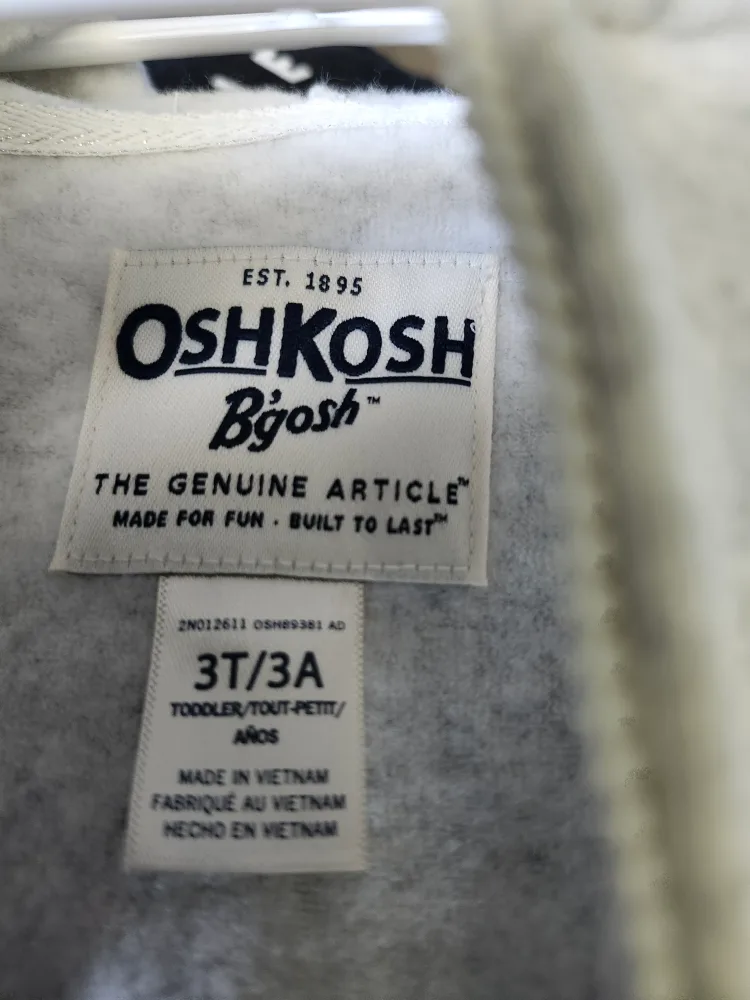 EST. 1895
OSHKOSH
B'gosh™
THE GENUINE ARTICLE™
MADE FOR FUN · BUILT TO LAST™
2N012611 OSH89381 AD
3T/3A
TODDLER/TOUT-PETIT/
AÑOS
MADE IN VIETNAM
FABRIQUÉ AU VIETNAM
HECHO EN VIETNAM